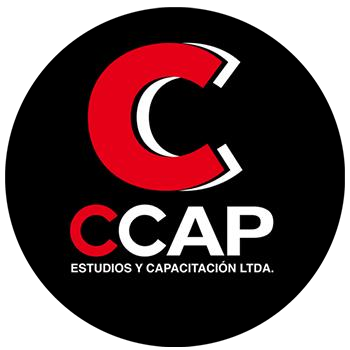 C
CCAP
ESTUDIOS Y CAPACITACIÓN LTDA.